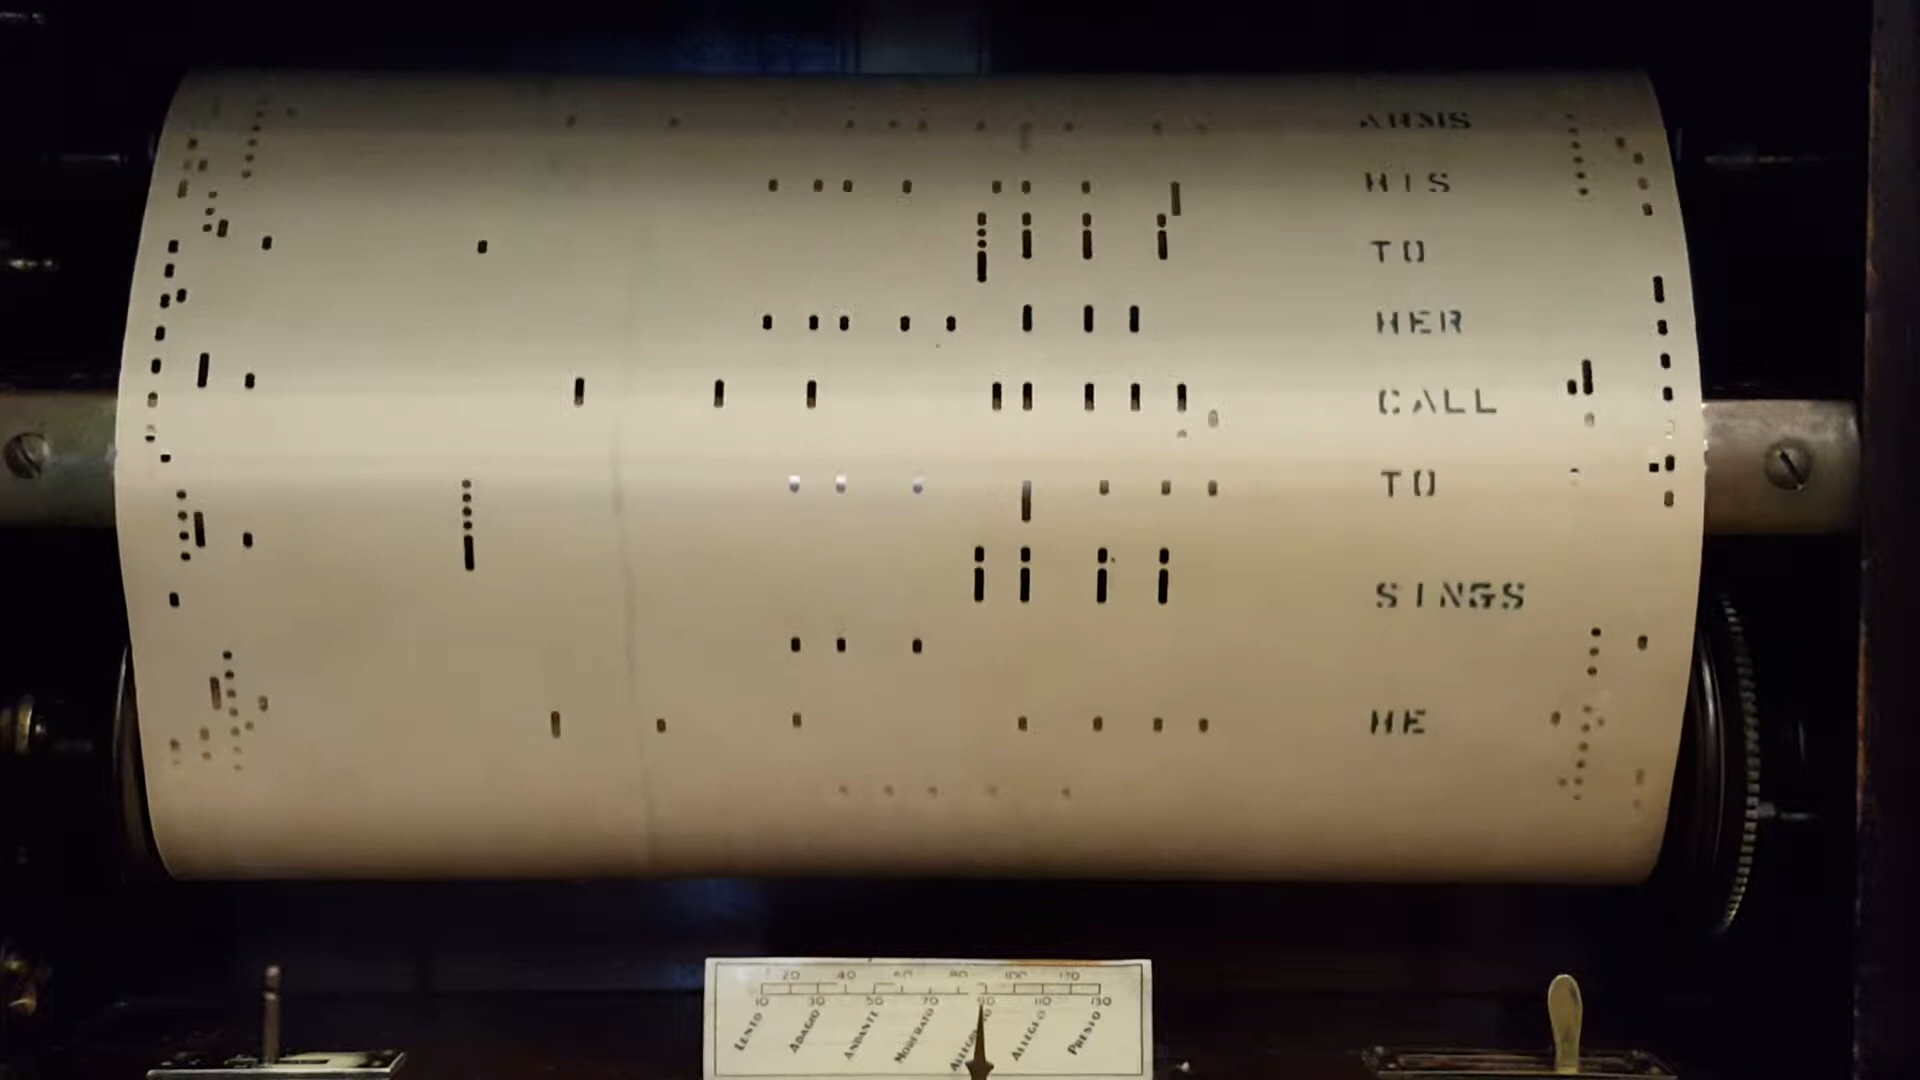 ARMS
HIS
TO
HER
CALL
TO
SINGS
HE
20 40 60 80 100 120
10 30 50 70 90 110 130
LENTO ADAGIO ANDANTE MODERATO ALLEGRO PRESTO